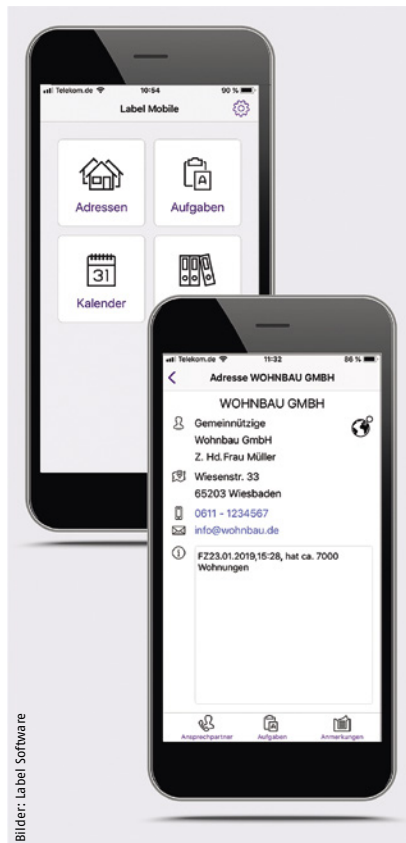 Telekom.de 10:54 90 %
Label Mobile
Adressen
Aufgaben
31
Kalender
A
Telekom.de 11:32 86 %
Adresse WOHNBAU GMBH
WOHNBAU GMBH
Gemeinnützige
Wohnbau GmbH
Z. Hd.Frau Müller
Wiesenstr. 33
65203 Wiesbaden
0611 - 1234567
info@wohnbau.de
FZ23.01.2019,15:28, hat ca. 7000
Wohnungen
Ansprechpartner Aufgaben Anmerkungen
Bilder: Label Software